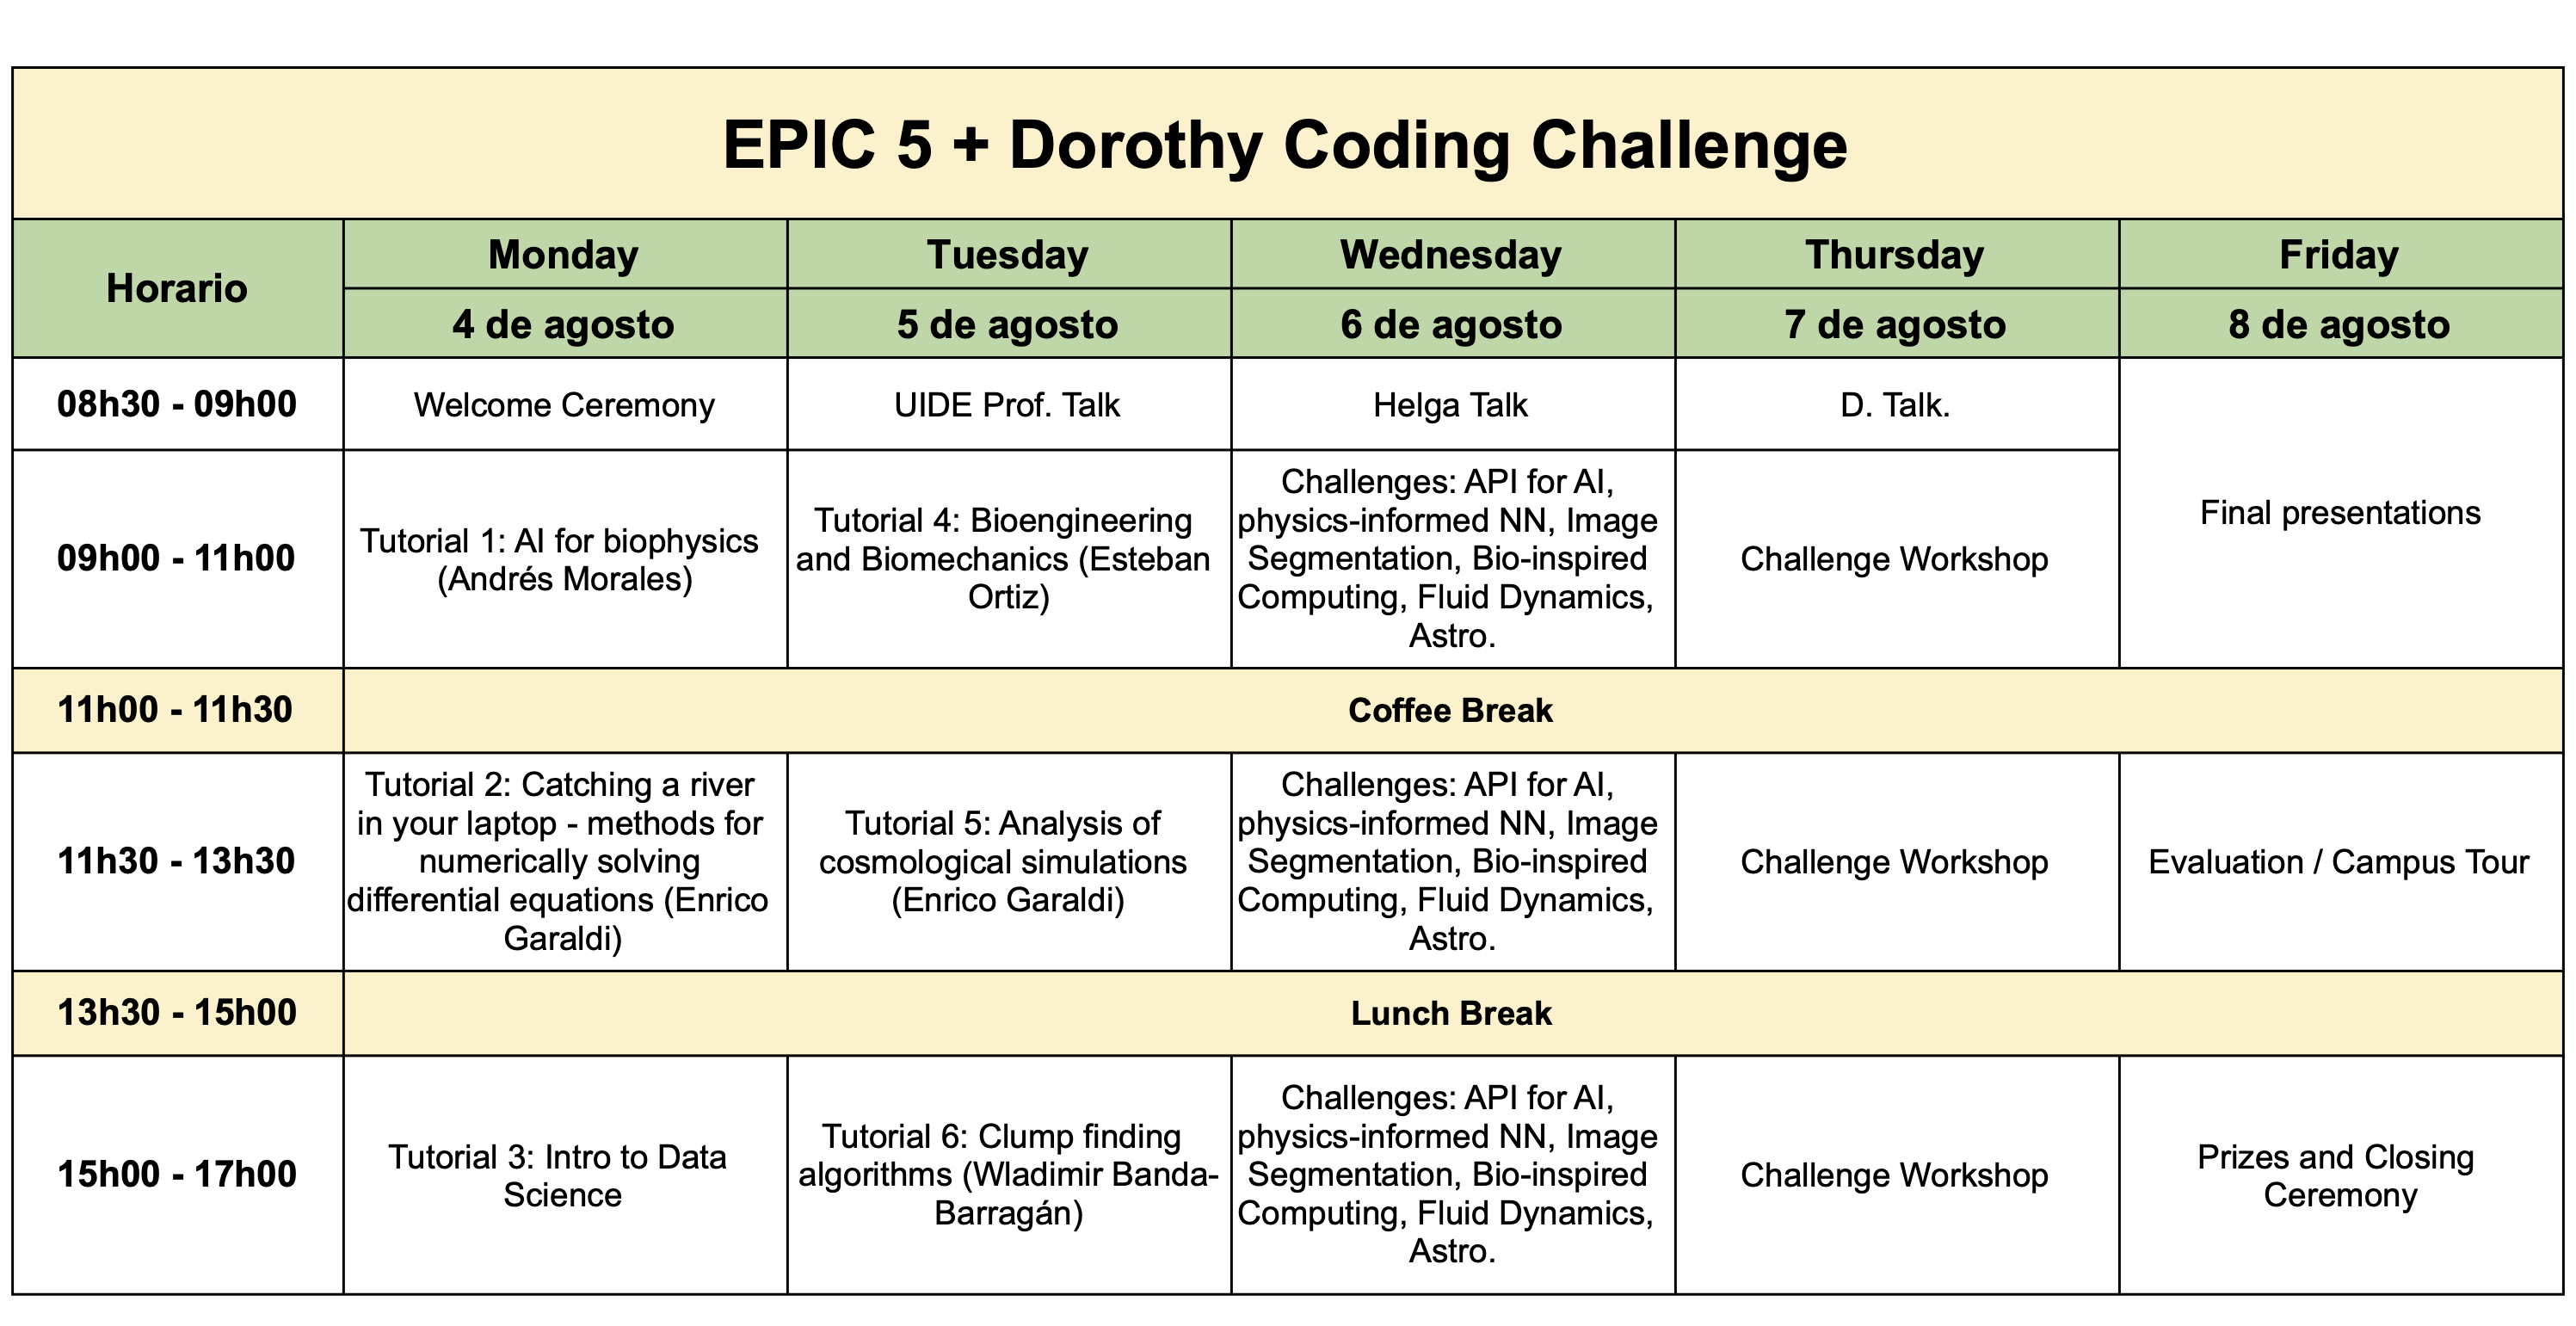 EPIC 5 + Dorothy Coding Challenge
Horario
Monday
Tuesday
Wednesday
Thursday
Friday
4 de agosto
5 de agosto
6 de agosto
7 de agosto
8 de agosto
08h30 - 09h00
Welcome Ceremony
UIDE Prof. Talk
Helga Talk
D. Talk.
09h00 - 11h00
Tutorial 1: AI for biophysics
(Andrés Morales)
Tutorial 4: Bioengineering
and Biomechanics (Esteban
Ortiz)
Challenges: API for AI,
physics-informed NN, Image
Segmentation, Bio-inspired
Computing, Fluid Dynamics,
Astro.
Challenge Workshop
Final presentations
11h00 - 11h30
Coffee Break
11h30 - 13h30
Tutorial 2: Catching a river
in your laptop - methods for
numerically solving
differential equations (Enrico
Garaldi)
Tutorial 5: Analysis of
cosmological simulations
(Enrico Garaldi)
Challenges: API for AI,
physics-informed NN, Image
Segmentation, Bio-inspired
Computing, Fluid Dynamics,
Astro.
Challenge Workshop
Evaluation / Campus Tour
13h30 - 15h00
Lunch Break
15h00 - 17h00
Tutorial 3: Intro to Data
Science
Tutorial 6: Clump finding
algorithms (Wladimir Banda-
Barragán)
Challenges: API for AI,
physics-informed NN, Image
Segmentation, Bio-inspired
Computing, Fluid Dynamics,
Astro.
Challenge Workshop
Prizes and Closing
Ceremony